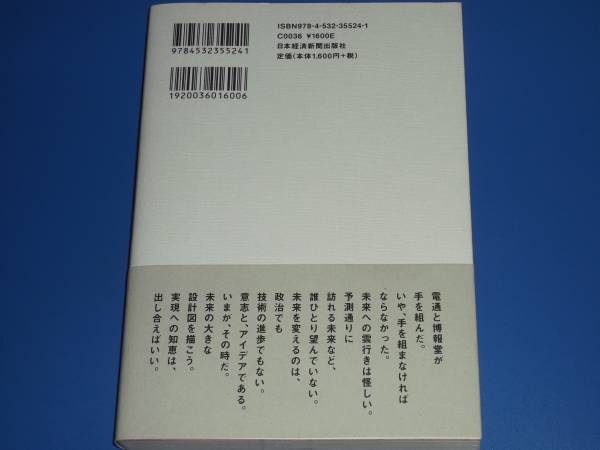 ISBN978-4-532-35524-1
C0036 ¥1600E
日本経済新聞出版社
定価(本体1,600円+税)
9784532355241
1920036016006
電通と博報堂が
手を組んだ。
いや、手を組まなければ
ならなかった。
未来への雲行きは怪しい。
予測通りに
訪れる未来など、
誰ひとり望んでいない。
未来を変えるのは、
政治でも
技術の進歩でもない。
意志と、アイデアである。
いまが、その時だ。
未来の大きな
設計図を描こう。
実現への知恵は、
出し合えばいい。